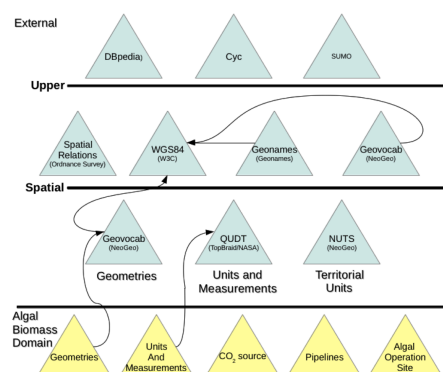 External
DBpedia)
Cyc
SUMO
Upper
Spatial
Relations
(Ordnance Survey)
WGS84
(W3C)
Geonames
(Geonames)
Geovocab
(NeoGeo)
Spatial
Geovocab
(NeoGeo)
QUDT
(TopBraid/NASA)
NUTS
(NeoGeo)
Geometries
Units and
Measurements
Territorial
Units
Algal
Biomass
Domain
Geometries
Units
And
Measurements
CO2 source
Pipelines
Algal
Operation
Site